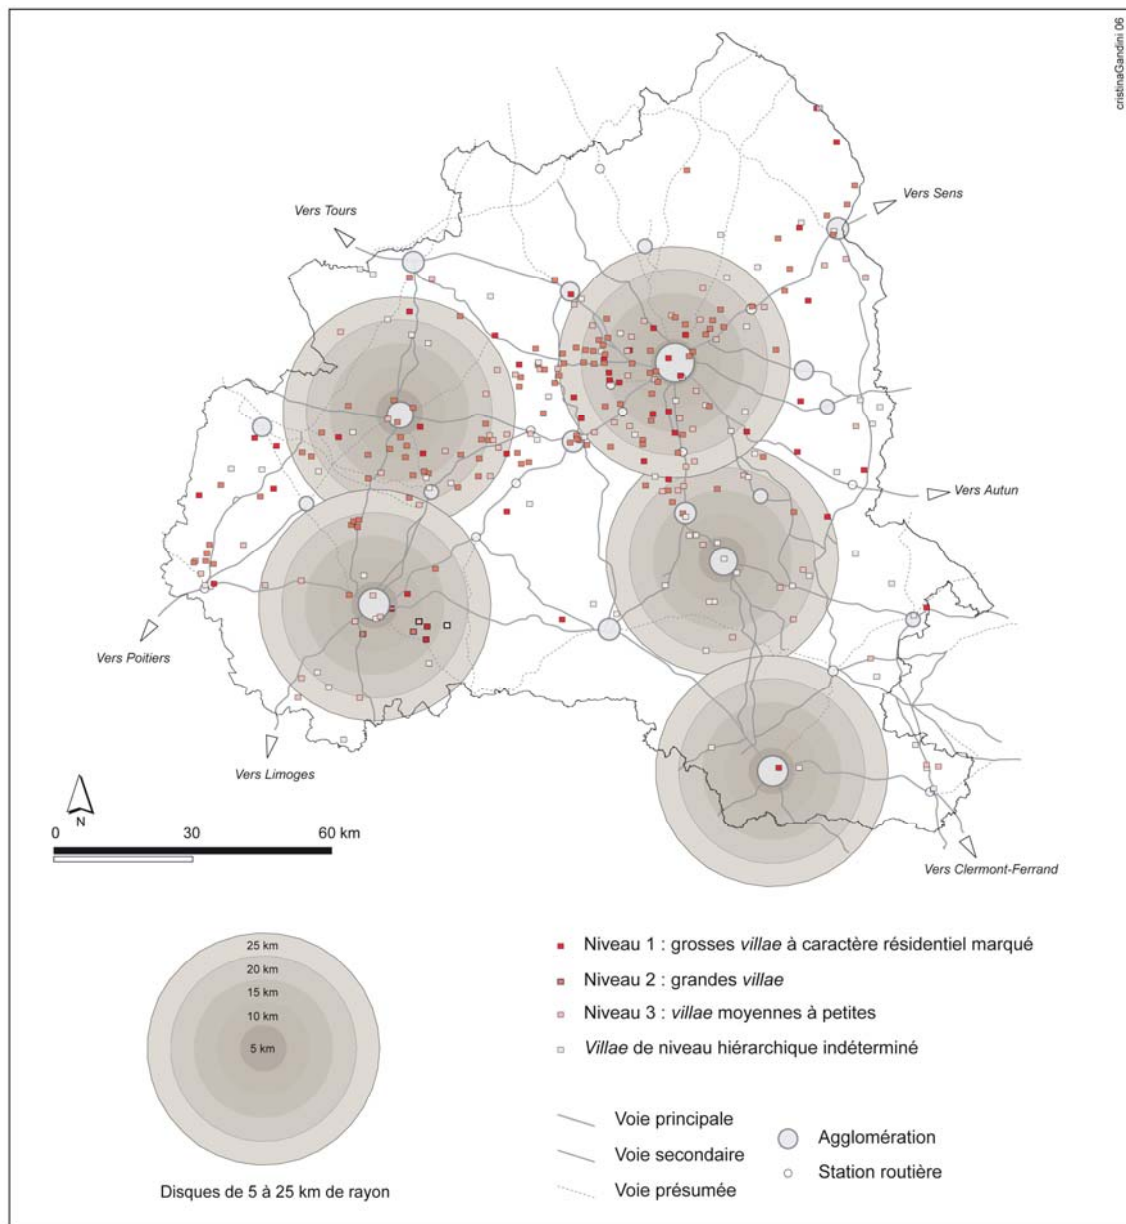 cristinaGandini 06
Vers Sens
Vers Tours
Vers Autun
Vers Poitiers
Vers Limoges
N
0 30 60 km
Vers Clermont-Ferrand
25 km
20 km
15 km
10 km
5 km
Disques de 5 à 25 km de rayon
Niveau 1 : grosses villae à caractère résidentiel marqué
Niveau 2 : grandes villae
Niveau 3 : villae moyennes à petites
Villae de niveau hiérarchique indéterminé
Voie principale
Voie secondaire
Voie présumée
Agglomération
Station routière